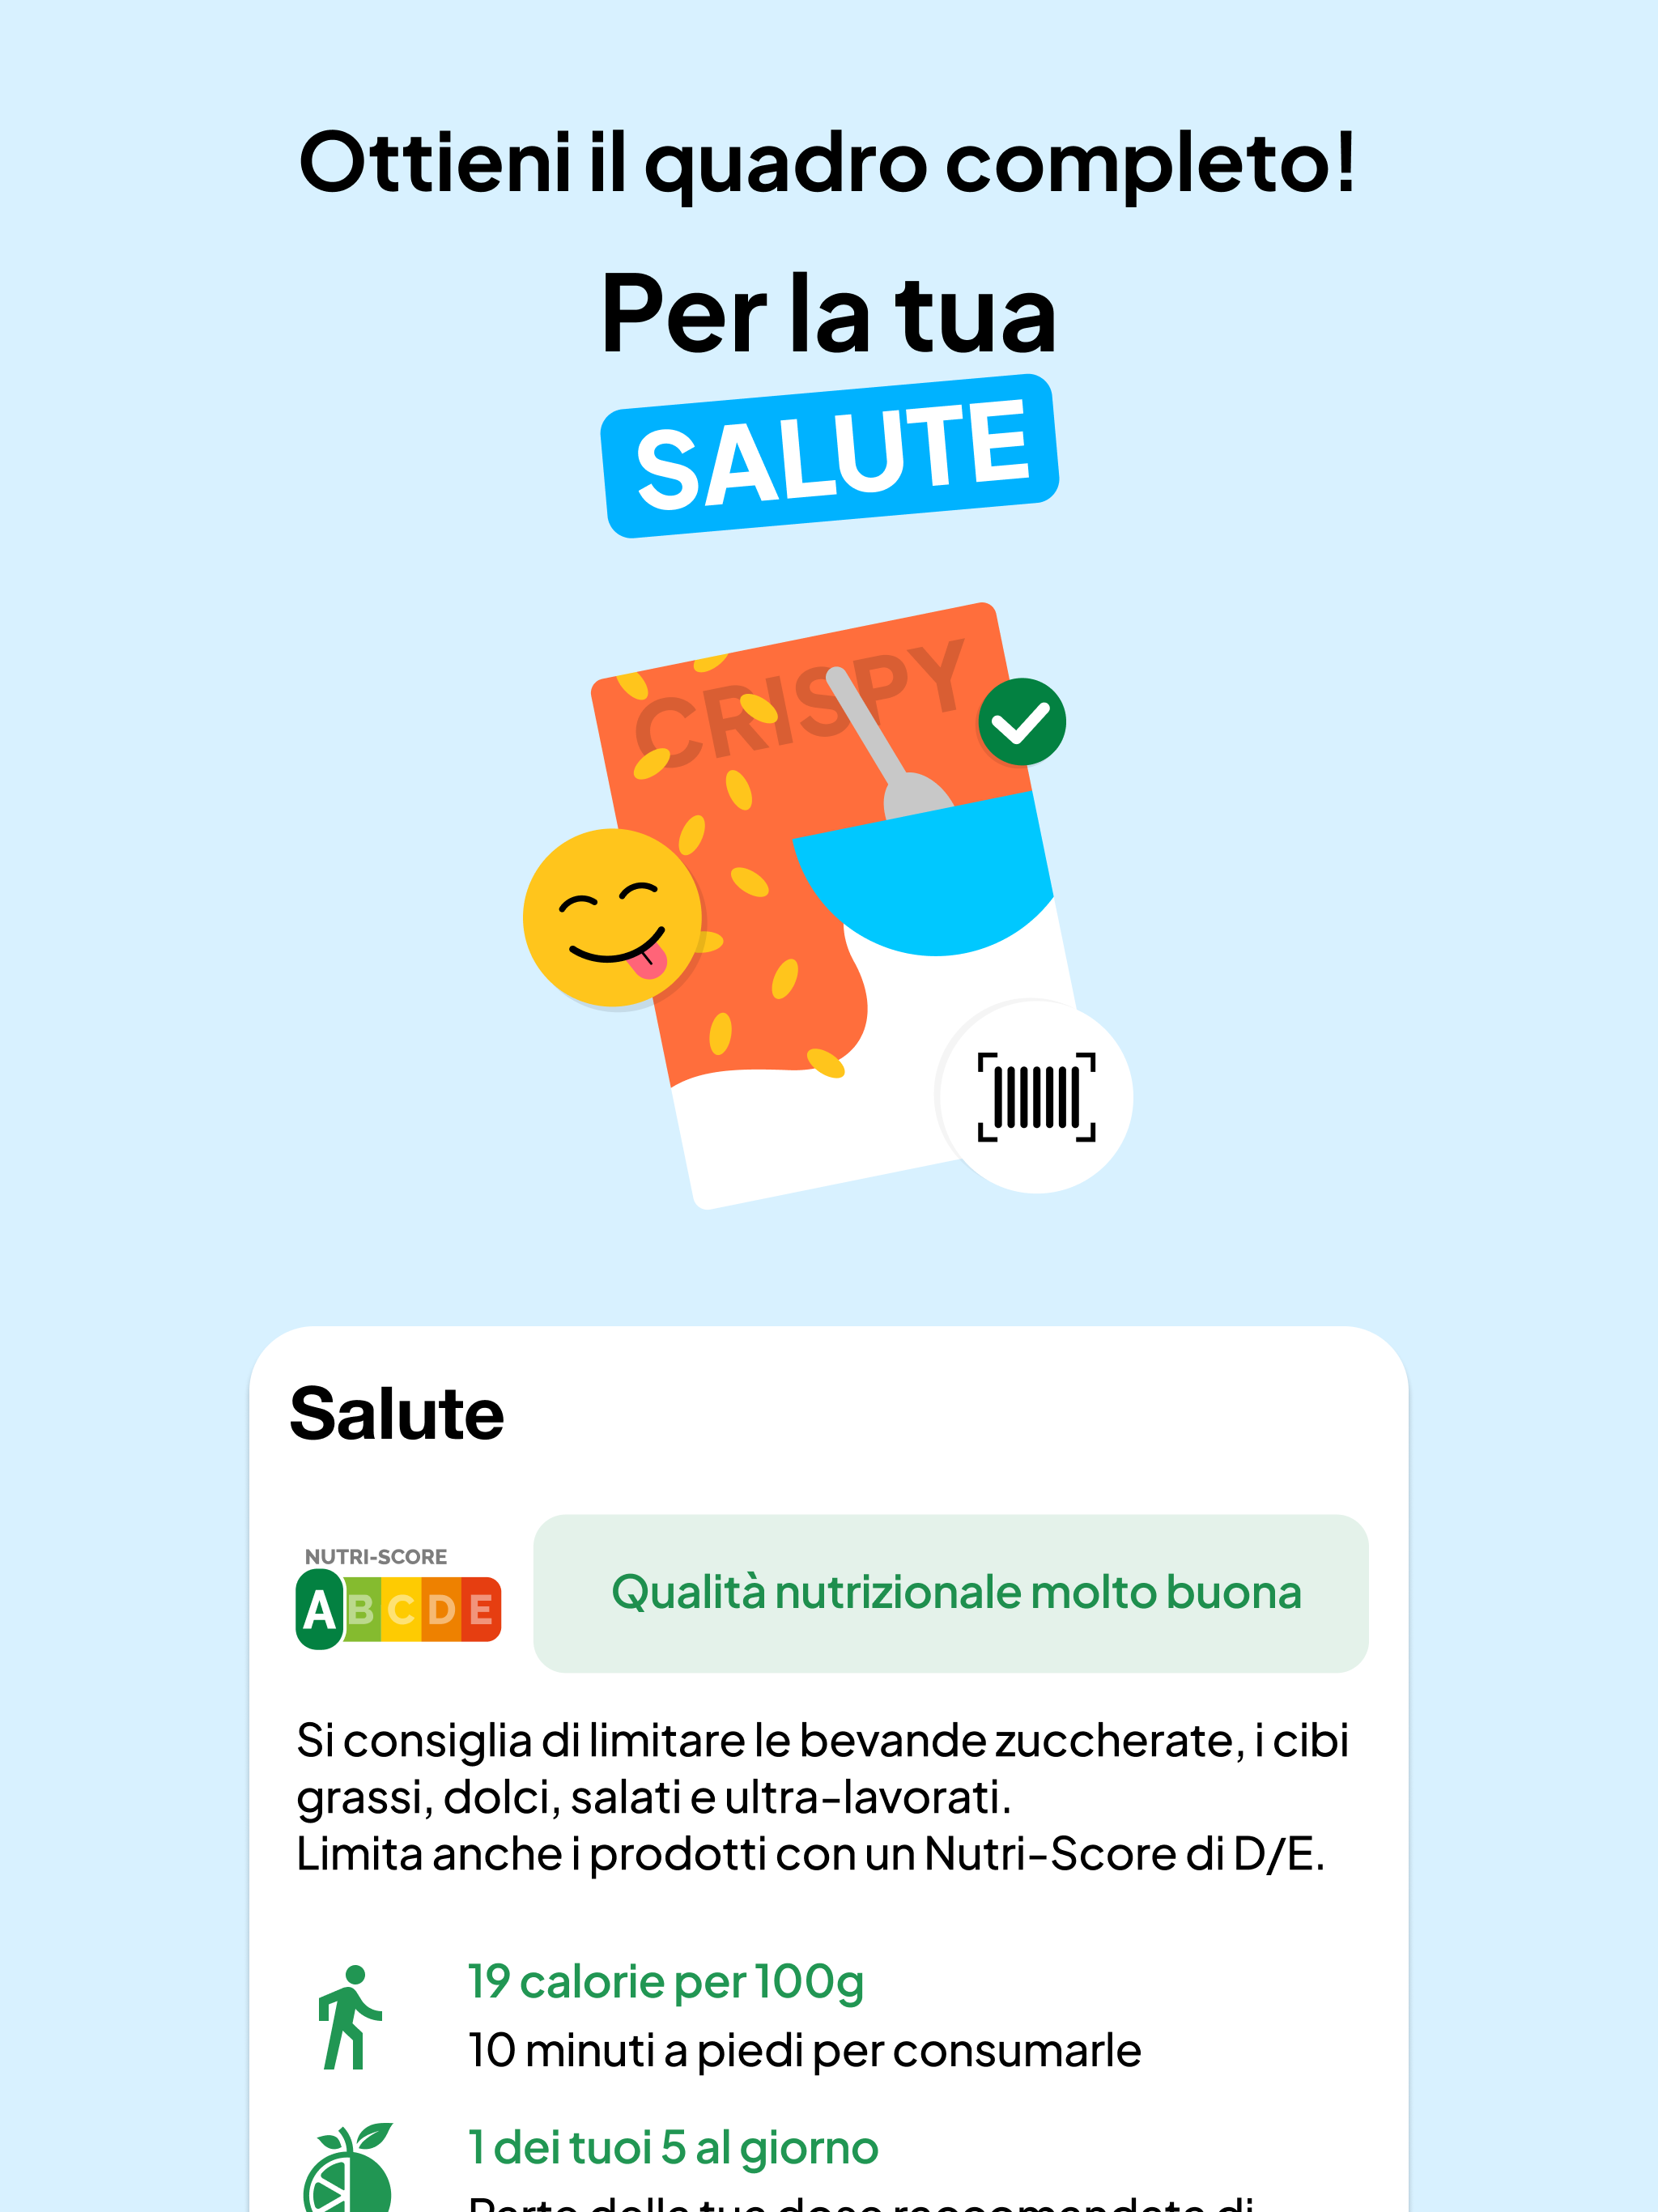 Ottieni il quadro completo!
Per la tua
SALUTE
CRISPY
Salute
NUTRI-SCORE
A B C D E
Qualità nutrizionale molto buona
Si consiglia di limitare le bevande zuccherate, i cibi
grassi, dolci, salati e ultra-lavorati.
Limita anche i prodotti con un Nutri-Score di D/E.
19 calorie per 100g
10 minuti a piedi per consumarle
1 dei tuoi 5 al giorno